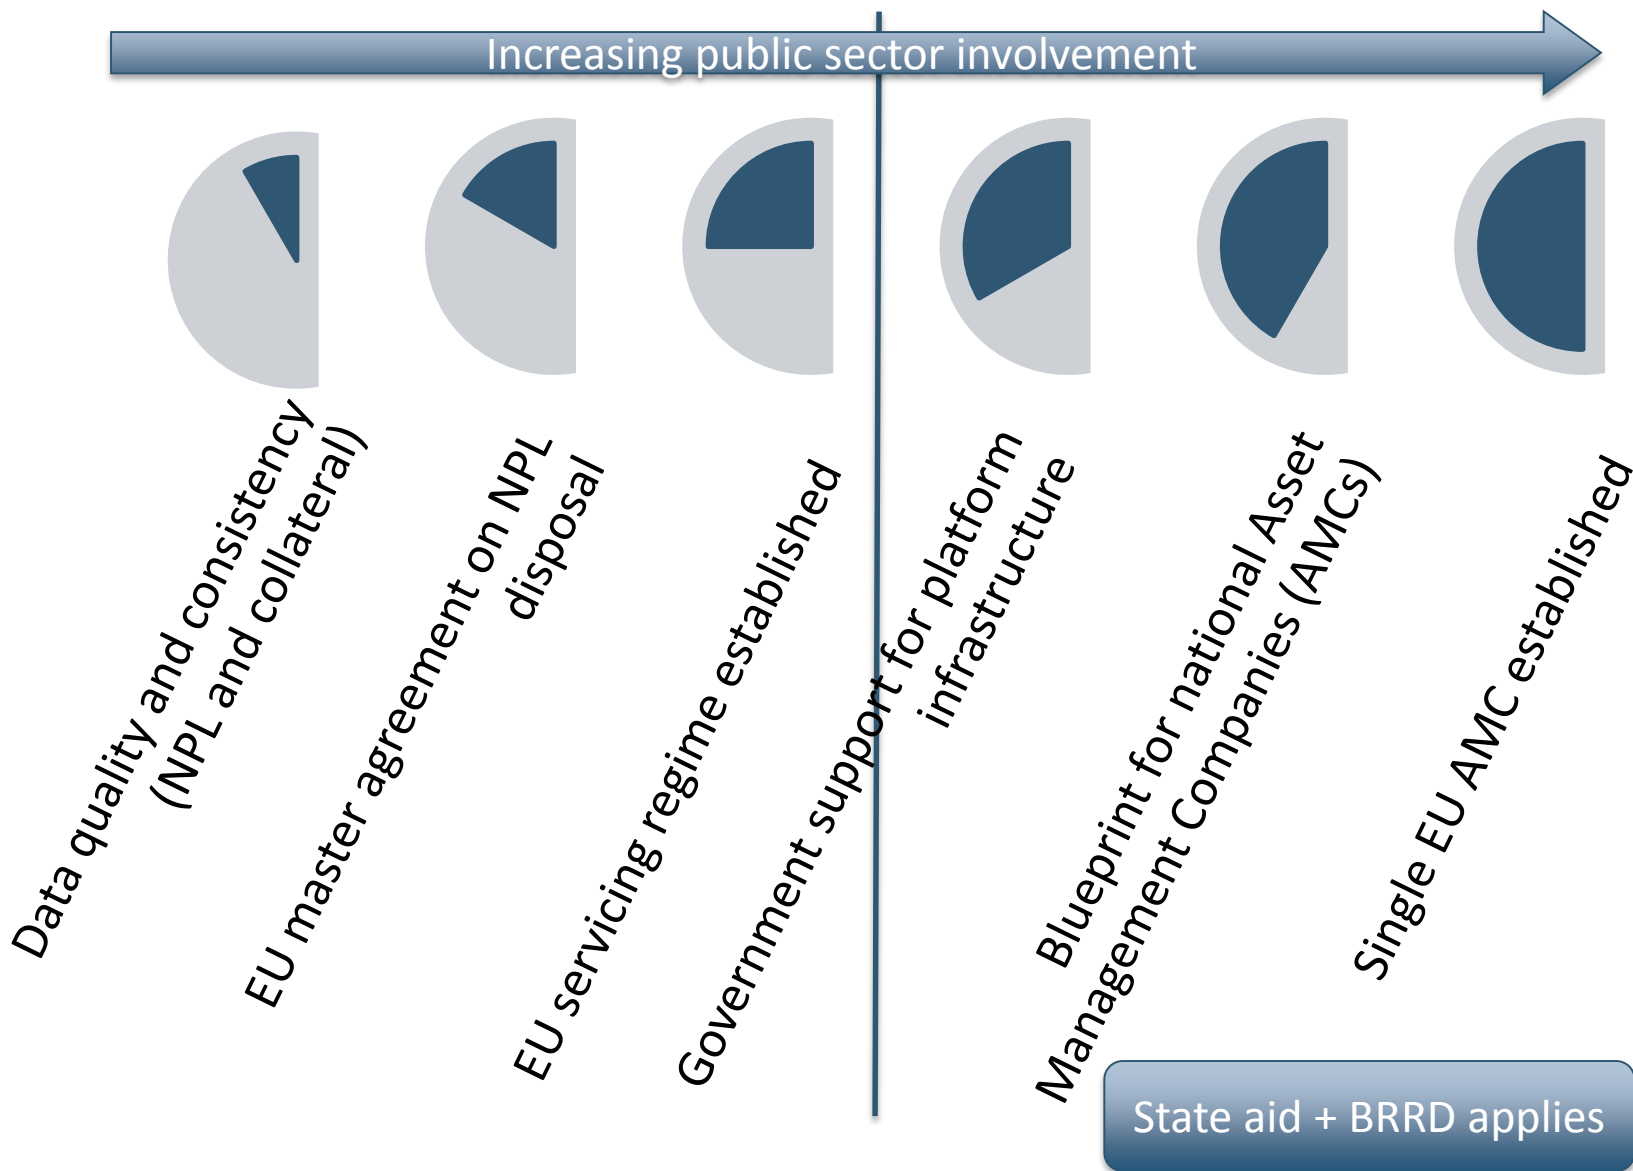 Increasing public sector involvement
Data quality and consistency
(NPL and collateral)
EU master agreement on NPL
disposal
EU servicing regime established
Government support for platform
infrastructure
Blueprint for national Asset
Management Companies (AMCs)
Single EU AMC established
State aid + BRRD applies